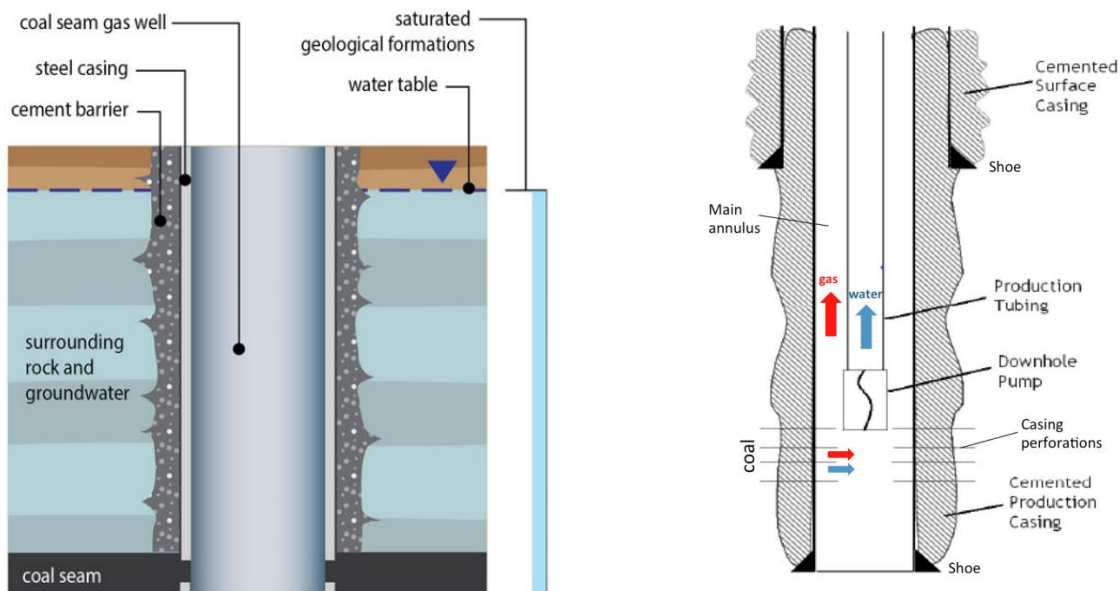 coal seam gas well
steel casing
cement barrier
saturated
geological formations
water table
surrounding
rock and
groundwater
coal seam
Cemented
Surface
Casing
Shoe
Main
annulus
gas
water
Production
Tubing
Downhole
Pump
coal
Casing
perforations
Cemented
Production
Casing
Shoe